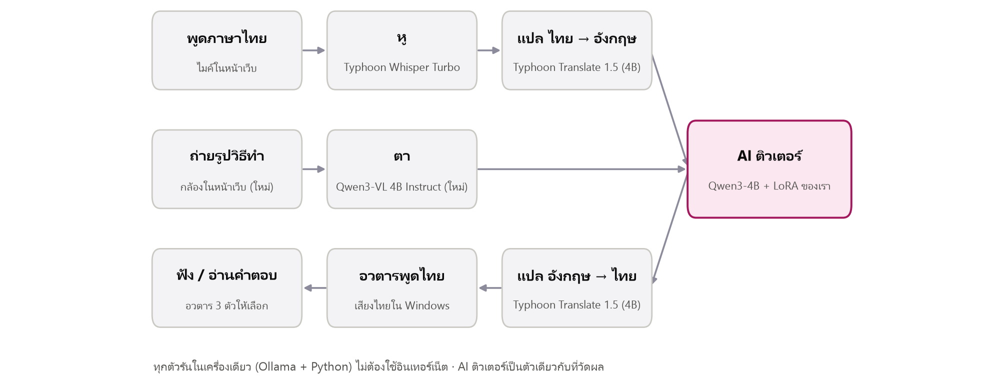 พูดภาษาไทย
ไมค์ในหน้าเว็บ
หู
Typhoon Whisper Turbo
แปล ไทย → อังกฤษ
Typhoon Translate 1.5 (4B)
ถ่ายรูปวิธีทำ
กล้องในหน้าเว็บ (ใหม่)
ตา
Qwen3-VL 4B Instruct (ใหม่)
AI ติวเตอร์
Qwen3-4B + LoRA ของเรา
ฟัง / อ่านคำตอบ
อวตาร 3 ตัวให้เลือก
อวตารพูดไทย
เสียงไทยใน Windows
แปล อังกฤษ → ไทย
Typhoon Translate 1.5 (4B)
ทุกตัวรันในเครื่องเดียว (Ollama + Python) ไม่ต้องใช้อินเทอร์เน็ต · AI ติวเตอร์เป็นตัวเดียวกับที่วัดผล